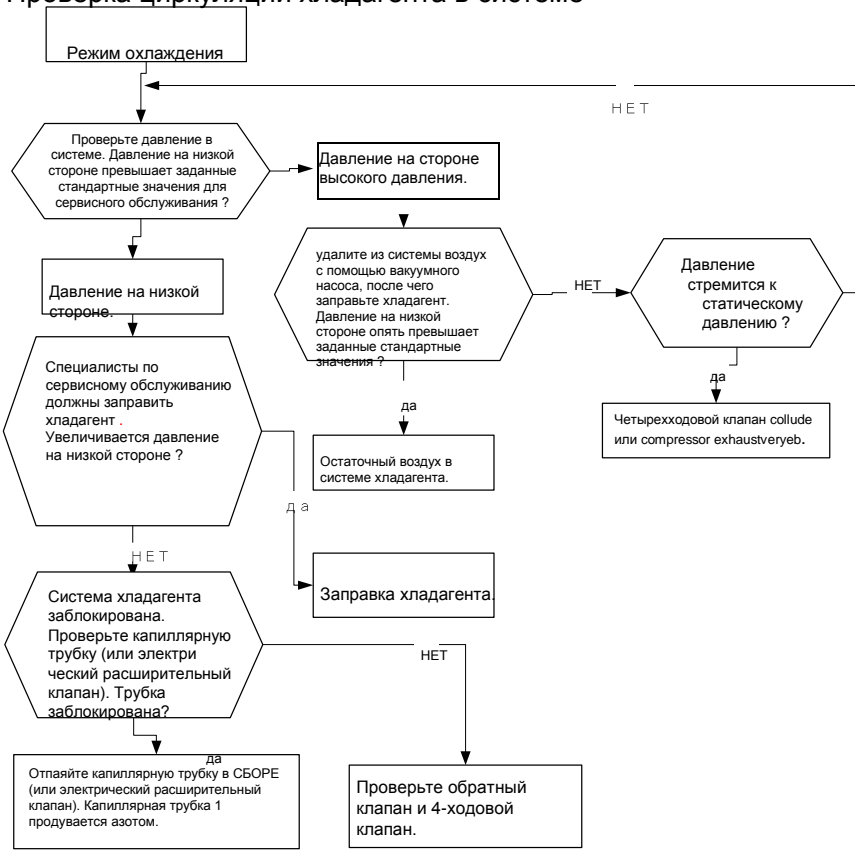 Проверка циркуляции хладагента в системе
Режим охлаждения
НЕТ
Проверьте давление в
системе. Давление на низкой
стороне превышает заданные
стандартные значения для
сервисного обслуживания ?
Давление на стороне
высокого давления.
удалите из системы воздух
с помощью вакуумного
насоса, после чего
заправьте хладагент.
Давление на низкой
стороне опять превышает
заданные стандартные
значения ?
НЕТ
Давление
стремится к
статическому
давлению ?
Давление на низкой
стороне.
да
Четырехходовой клапан collude
или compressor exhaustveryeb.
Специалисты по
сервисному обслуживанию
должны заправить
хладагент .
Увеличивается давление
на низкой стороне ?
да
Остаточный воздух в
системе хладагента.
да
НЕТ
Заправка хладагента.
Система хладагента
заблокирована.
Проверьте капиллярную
трубку (или электри
ческий расширительный
клапан). Трубка
заблокирована?
НЕТ
да
Отпаяйте капиллярную трубку в СБОРЕ
(или электрический расширительный
клапан). Капиллярная трубка 1
продувается азотом.
Проверьте обратный
клапан и 4-ходовой
клапан.